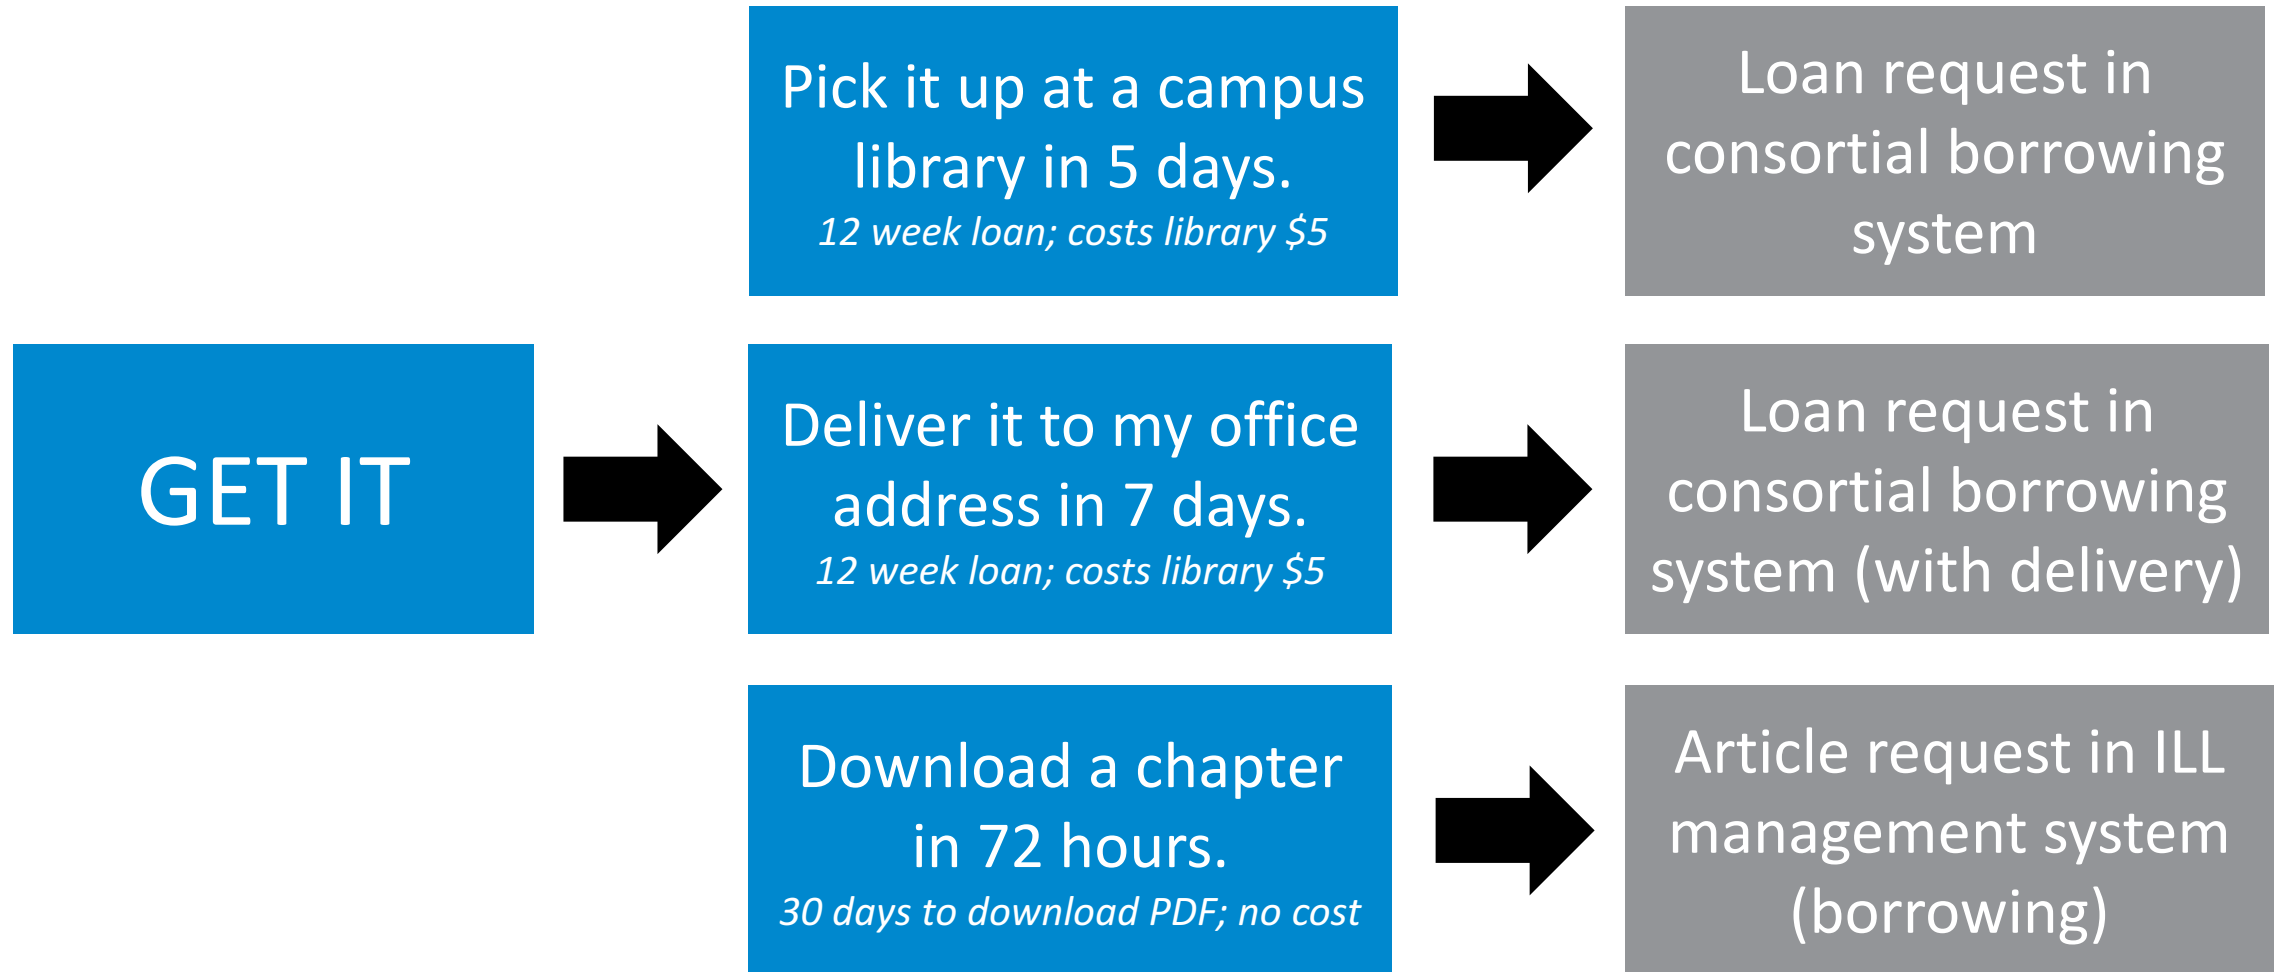 Pick it up at a campus
library in 5 days.
12 week loan; costs library $5
Loan request in
consortial borrowing
system
GET IT
Deliver it to my office
address in 7 days.
12 week loan; costs library $5
Loan request in
consortial borrowing
system (with delivery)
Download a chapter
in 72 hours.
30 days to download PDF; no cost
Article request in ILL
management system
(borrowing)